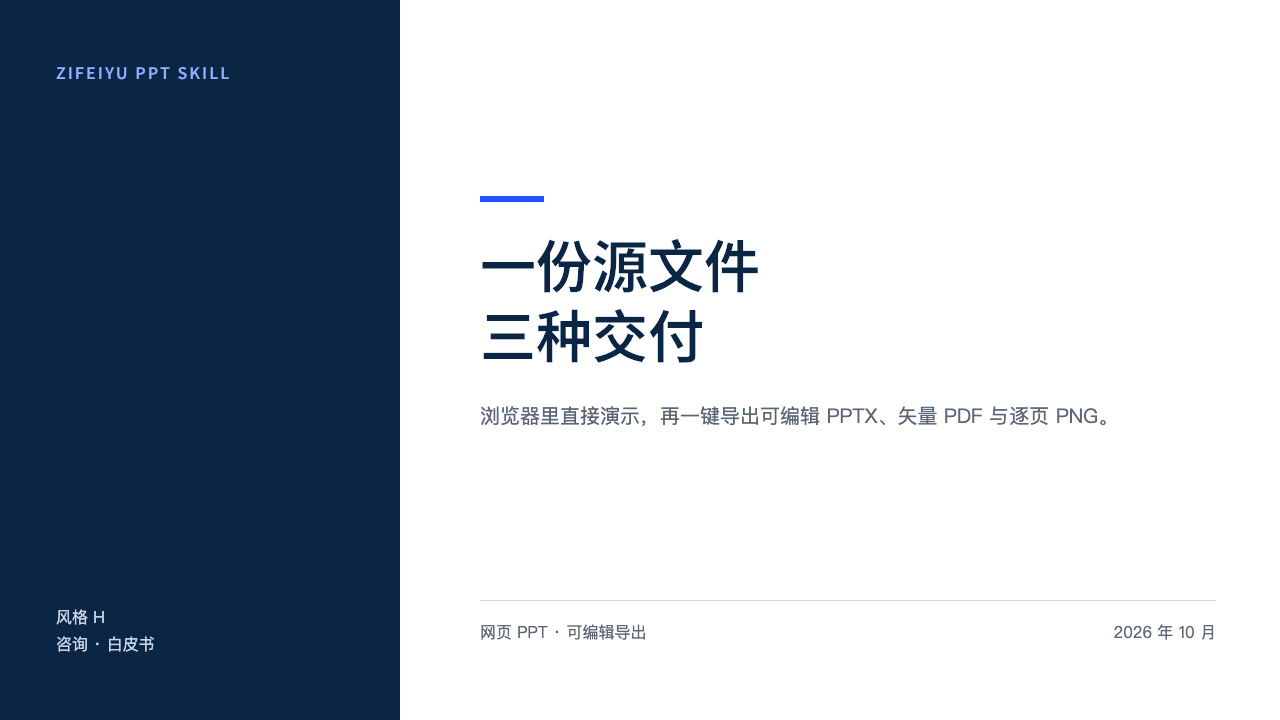 ZIFEIYU PPT SKILL
一份源文件
三种交付
浏览器里直接演示，再一键导出可编辑 PPTX、矢量 PDF 与逐页 PNG。
风格 H
咨询 · 白皮书
网页 PPT · 可编辑导出
2026 年 10 月